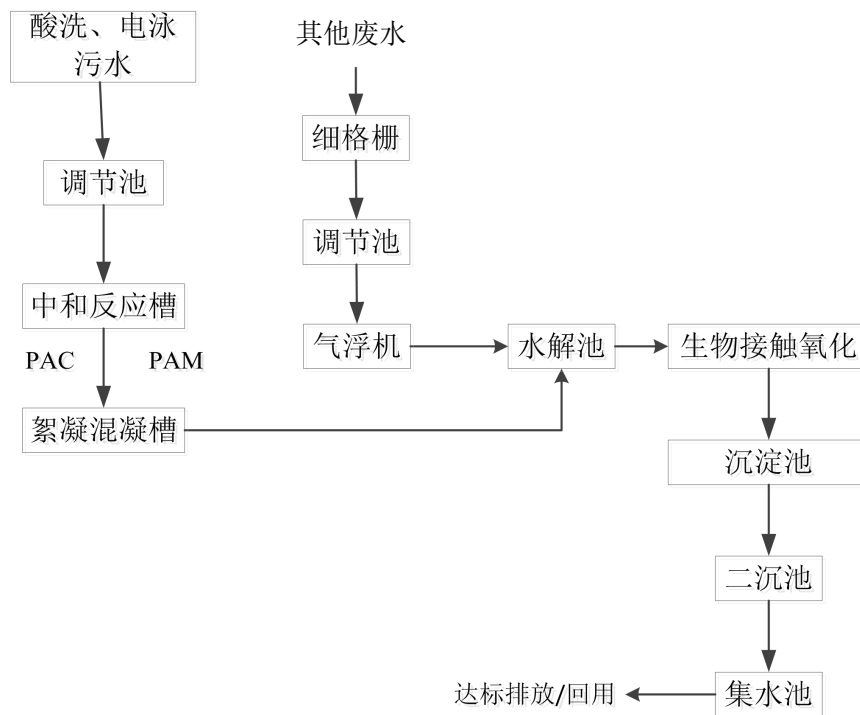 酸洗、电泳
污水
其他废水
细格栅
调节池
调节池
中和反应槽
PAC PAM
气浮机
水解池
生物接触氧化
絮凝混凝槽
沉淀池
二沉池
集水池
达标排放/回用